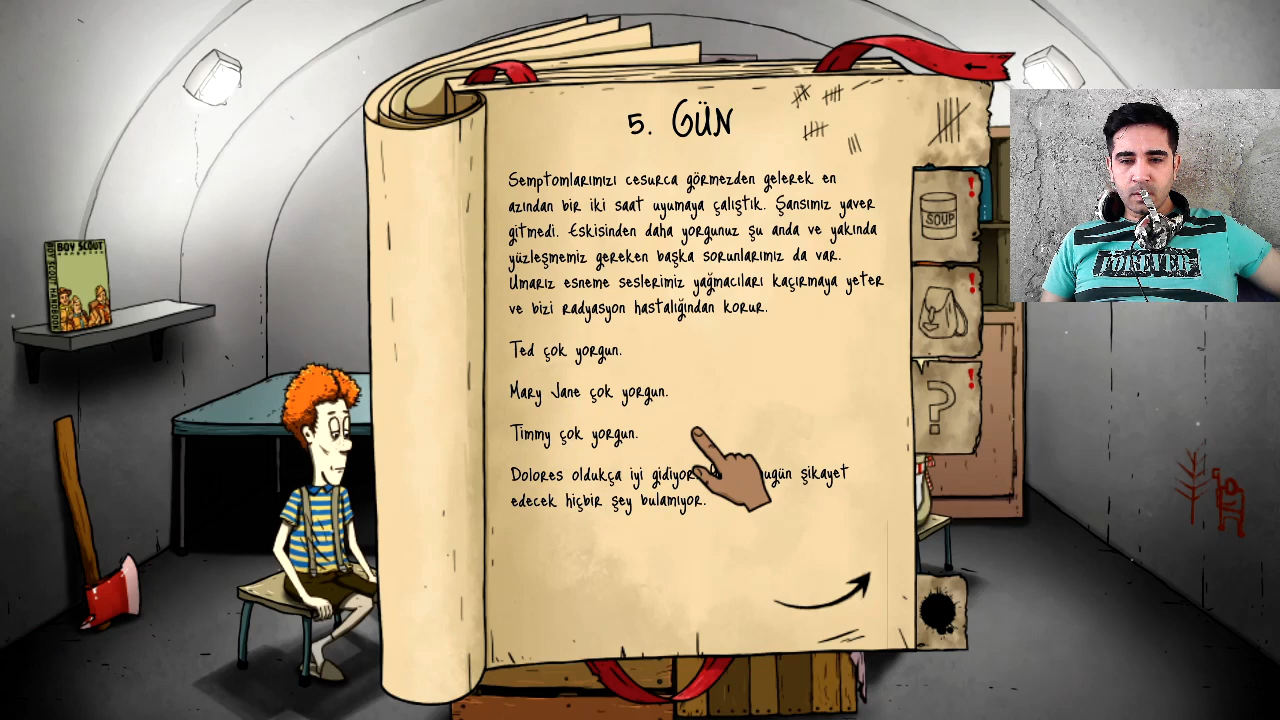 5. GÜN
Semptomlarımızı cesurca görmezden gelerek en
azından bir iki saat uyumaya çalıştık. Şansımız yaver
gitmedi. Eskisinden daha yorgunuz şu anda ve yakında
yüzleşmemiz gereken başka sorunlarımız da var.
Umarız esneme seslerimiz yağmacıları kaçırmaya yeter
ve bizi radyasyon hastalığından korur.
Ted çok yorgun.
Mary Jane çok yorgun.
Timmy çok yorgun.
Dolores oldukça iyi gidiyor şikayet
edecek hiçbir şey bulamıyor.
BOY SCOUT
HANDBOOK
BOY SCOUT HANDBOOK
SOUP
!
!
!
?
FOREVER